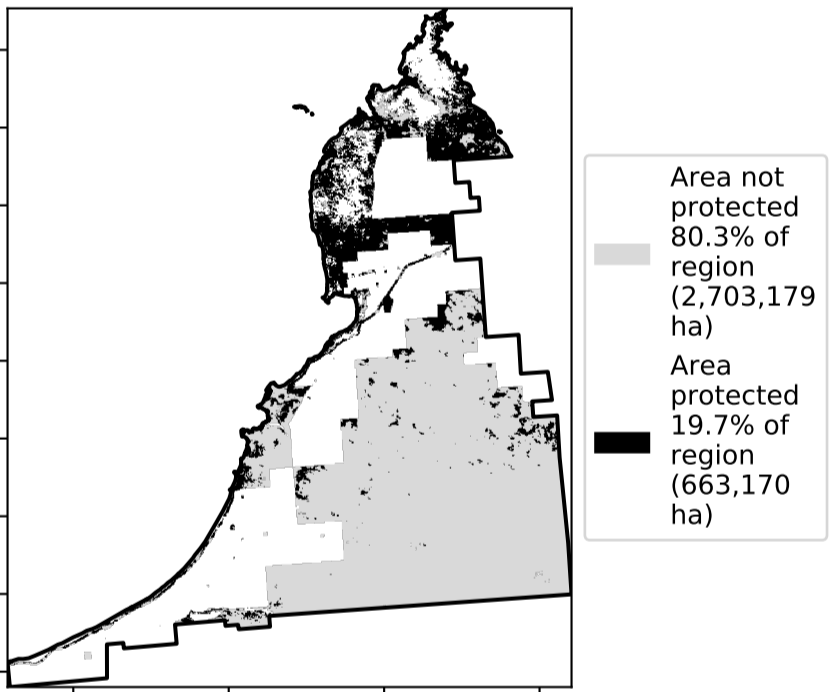 Area not
protected
80.3% of
region
(2,703,179
ha)
Area
protected
19.7% of
region
(663,170
ha)